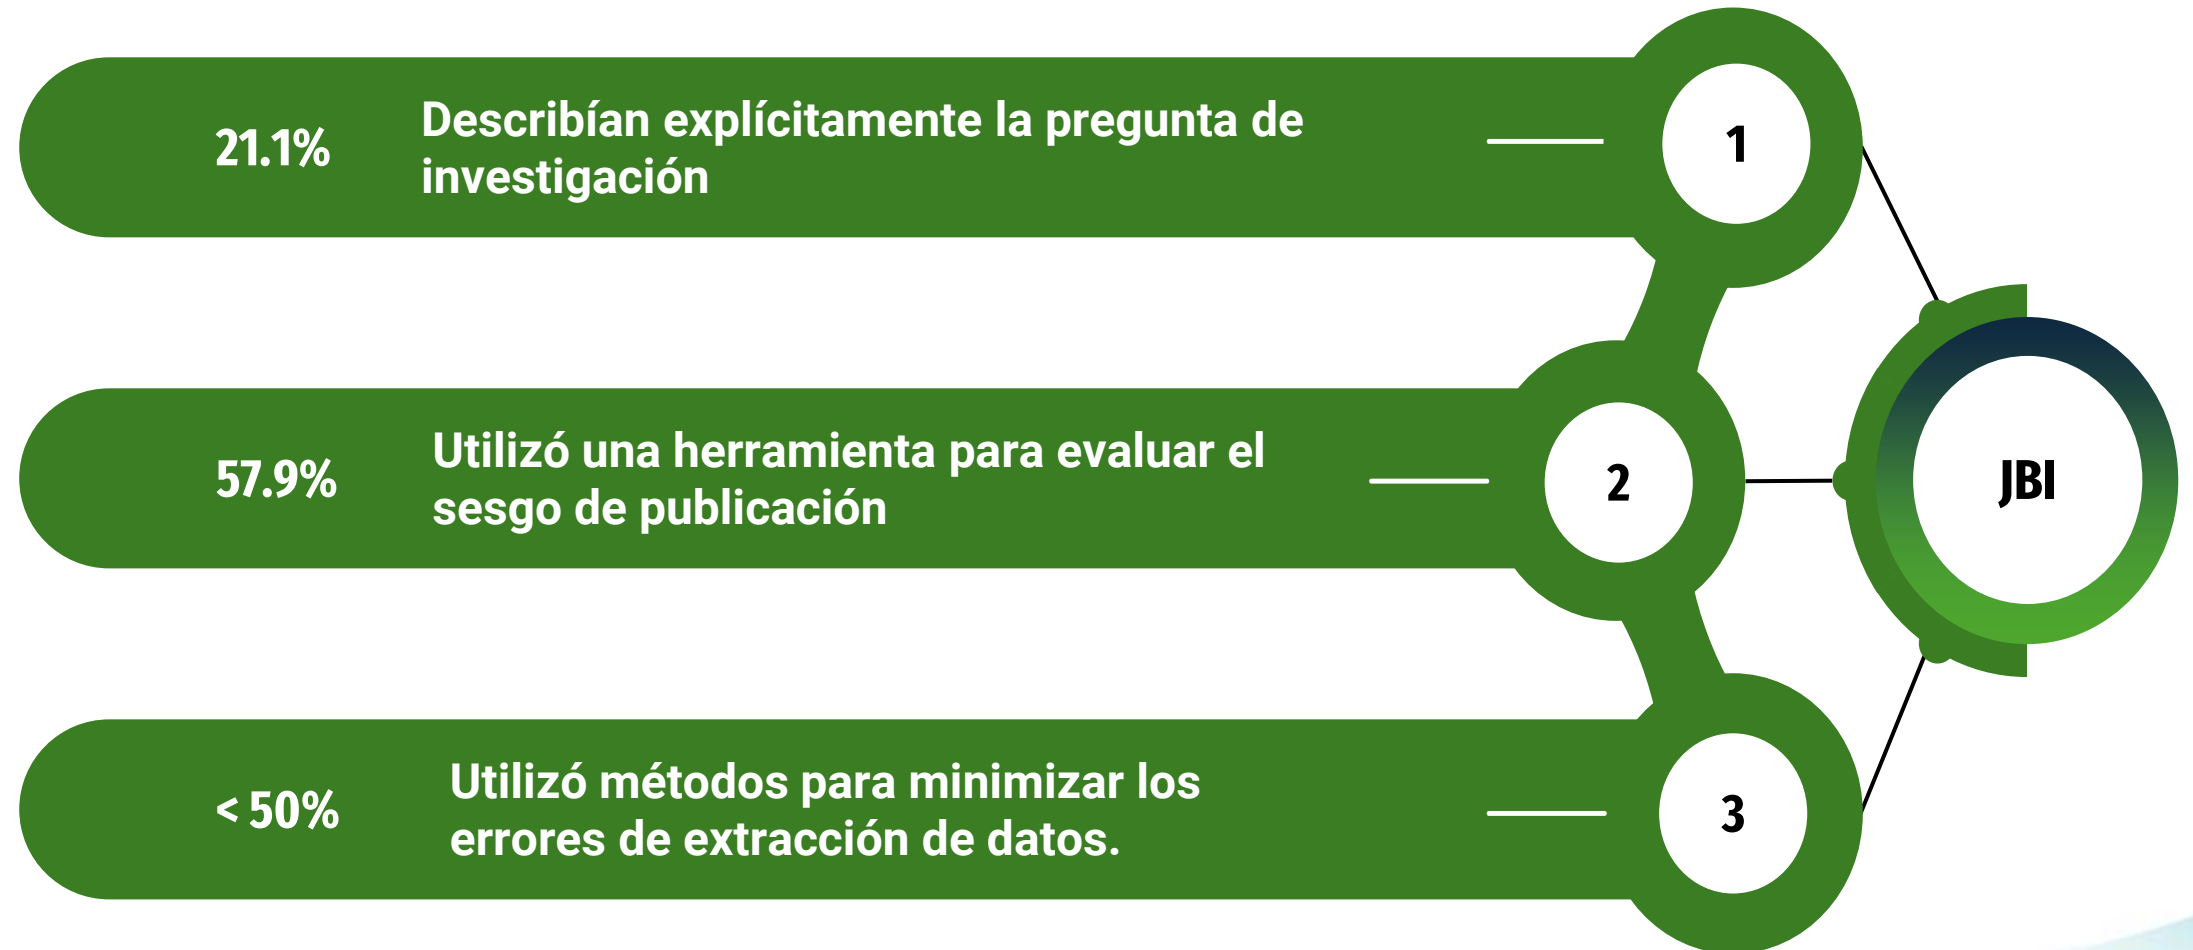 21.1%
Describían explícitamente la pregunta de
investigación
1
57.9%
Utilizó una herramienta para evaluar el
sesgo de publicación
2
JBI
< 50%
Utilizó métodos para minimizar los
errores de extracción de datos.
3